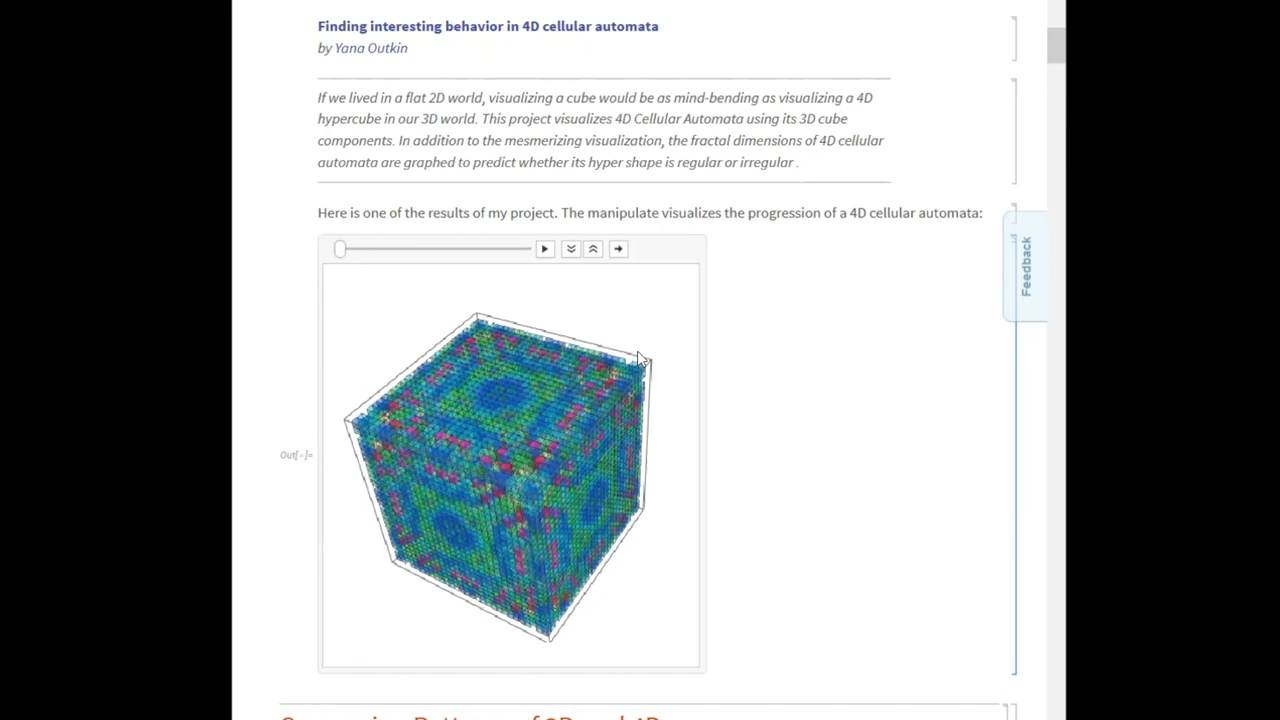 Finding interesting behavior in 4D cellular automata
by Yana Outkin
If we lived in a flat 2D world, visualizing a cube would be as mind-bending as visualizing a 4D
hypercube in our 3D world. This project visualizes 4D Cellular Automata using its 3D cube
components. In addition to the mesmerizing visualization, the fractal dimensions of 4D cellular
automata are graphed to predict whether its hyper shape is regular or irregular .
Here is one of the results of my project. The manipulate visualizes the progression of a 4D cellular automata:
Feedback
Out[•]=